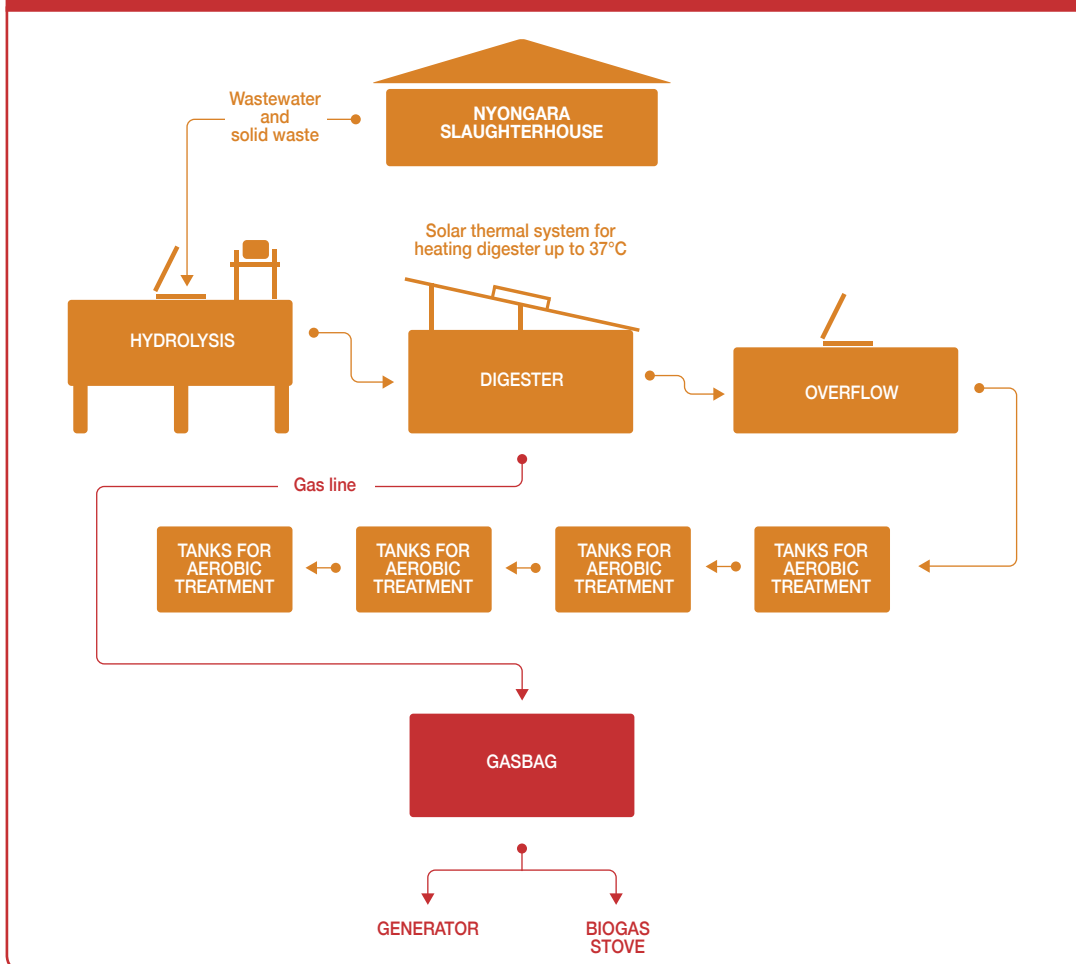 NYONGARA
SLAUGHTERHOUSE
Wastewater
and
solid waste
Solar thermal system for
heating digester up to 37°C
HYDROLYSIS
DIGESTER
OVERFLOW
Gas line
TANKS FOR
AEROBIC
TREATMENT
TANKS FOR
AEROBIC
TREATMENT
TANKS FOR
AEROBIC
TREATMENT
TANKS FOR
AEROBIC
TREATMENT
GASBAG
GENERATOR
BIOGAS
STOVE